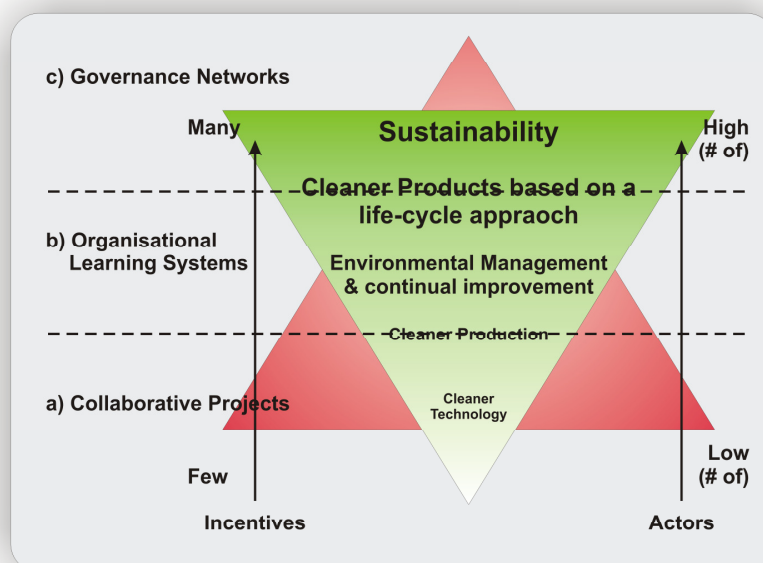 c) Governance Networks
Many
Sustainability
High
(# of)
Cleaner Products based on a
life-cycle appraoch
b) Organisational
Learning Systems
Environmental Management
& continual improvement
Cleaner Production
a) Collaborative Projects
Cleaner
Technology
Few
Low
(# of)
Incentives
Actors